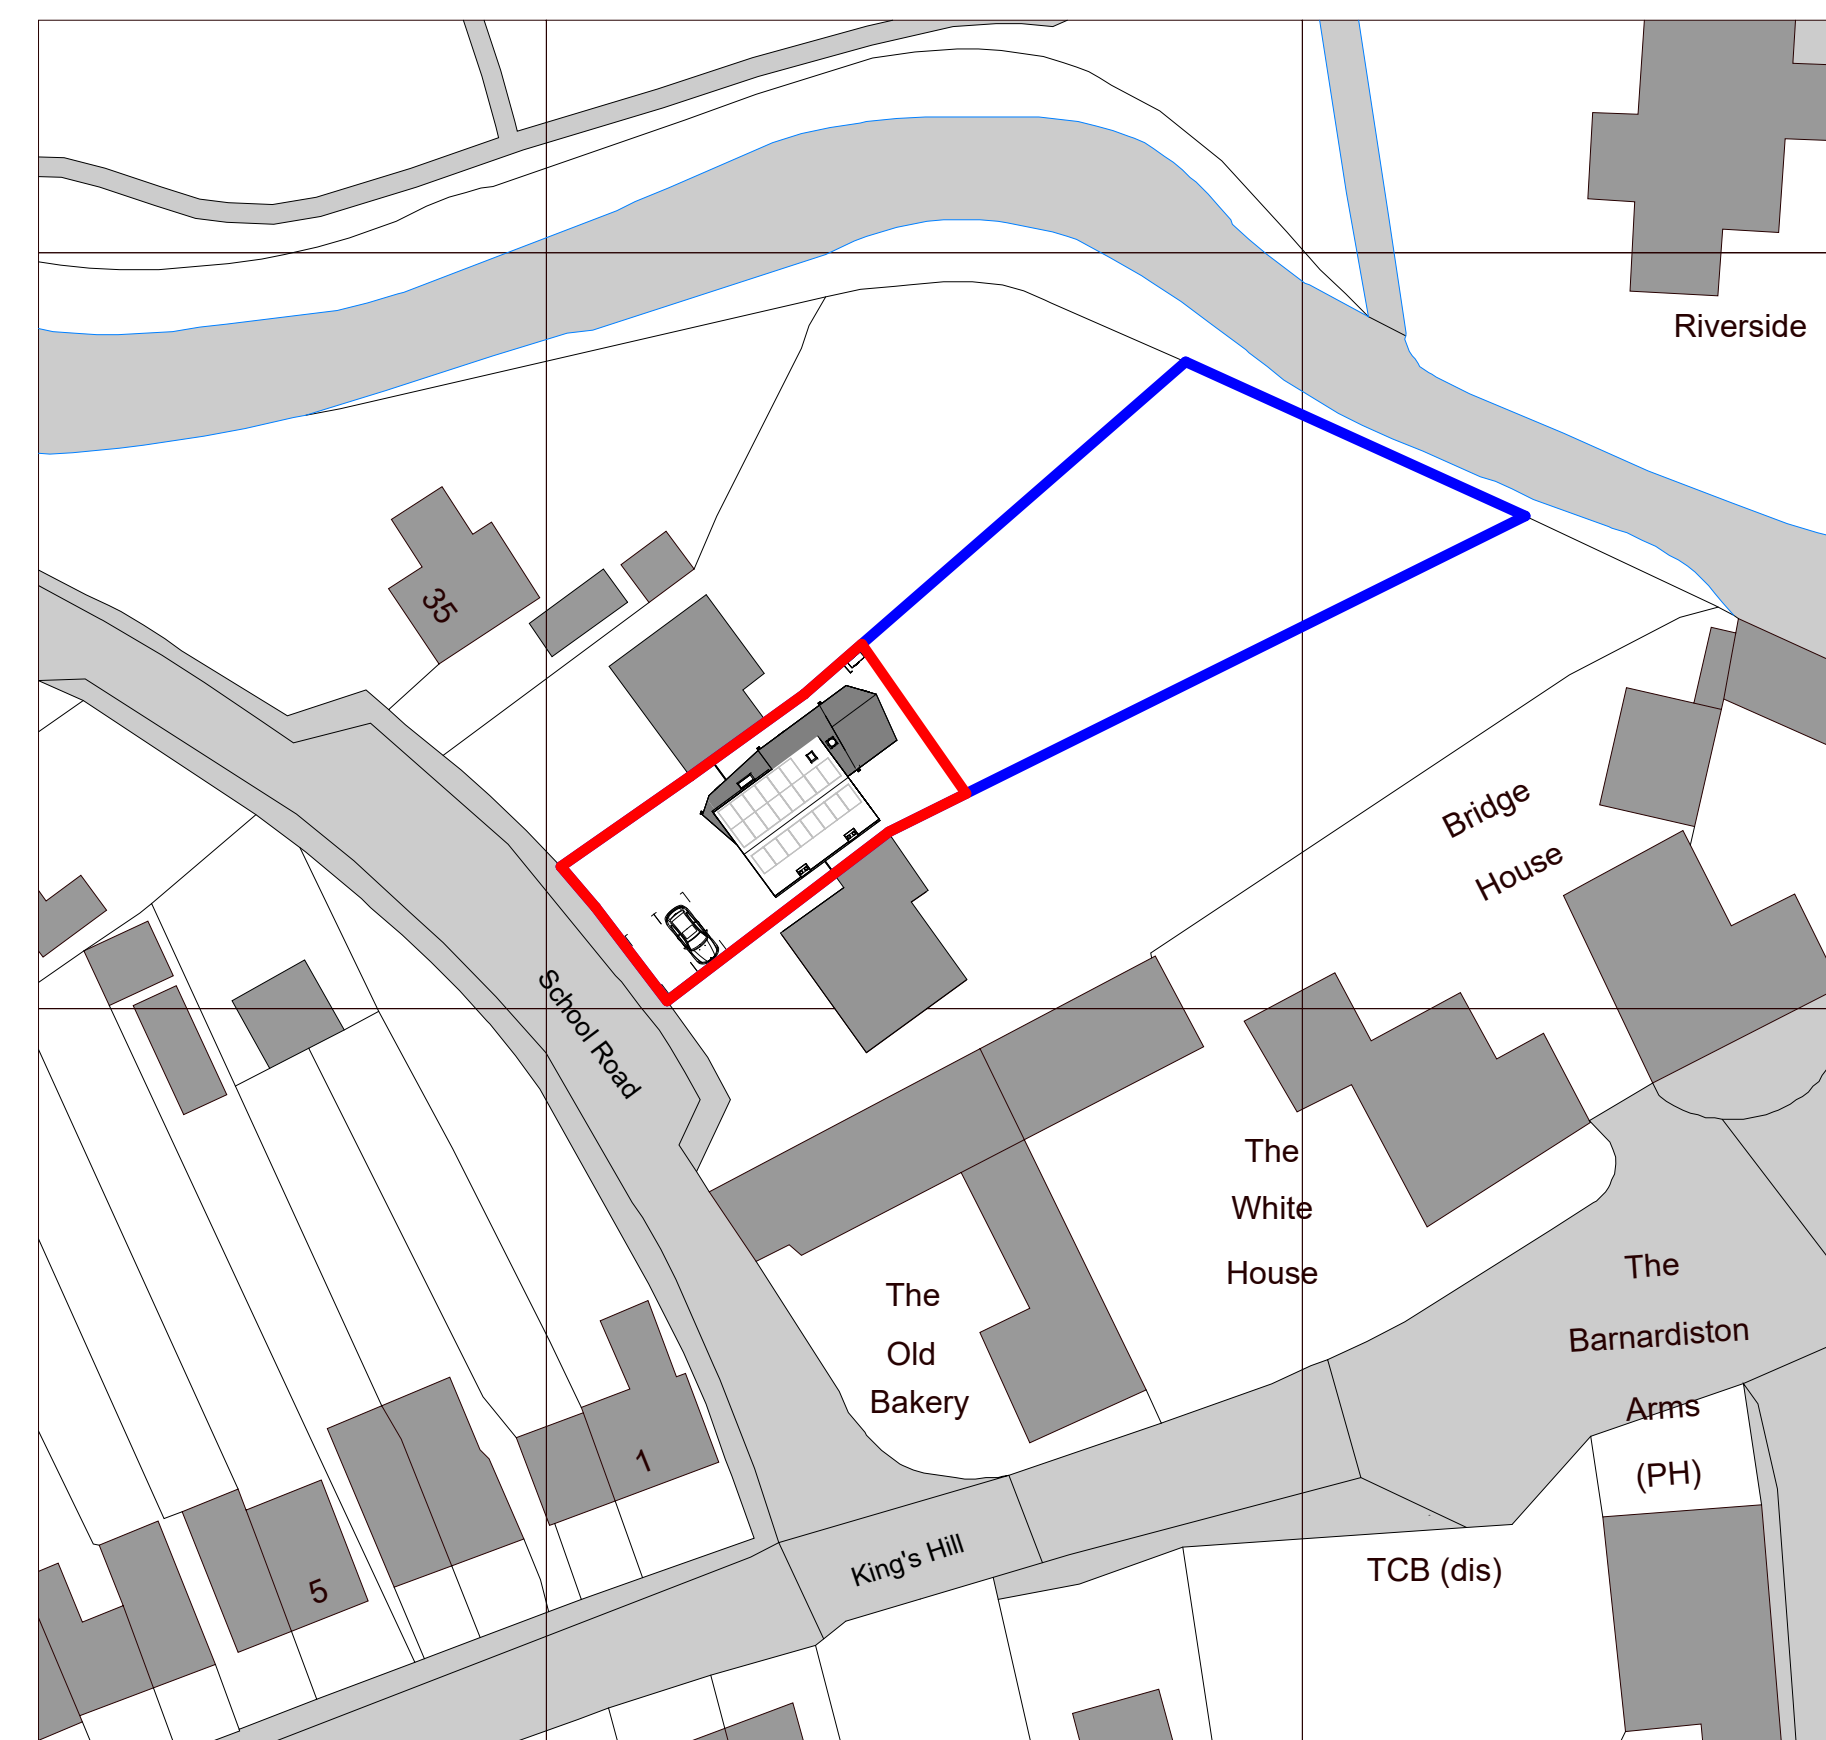 Riverside
35
Bridge
House
School Road
The
White
House
The
Barnardiston
Arms
(PH)
The
Old
Bakery
1
5
King's Hill
TCB (dis)